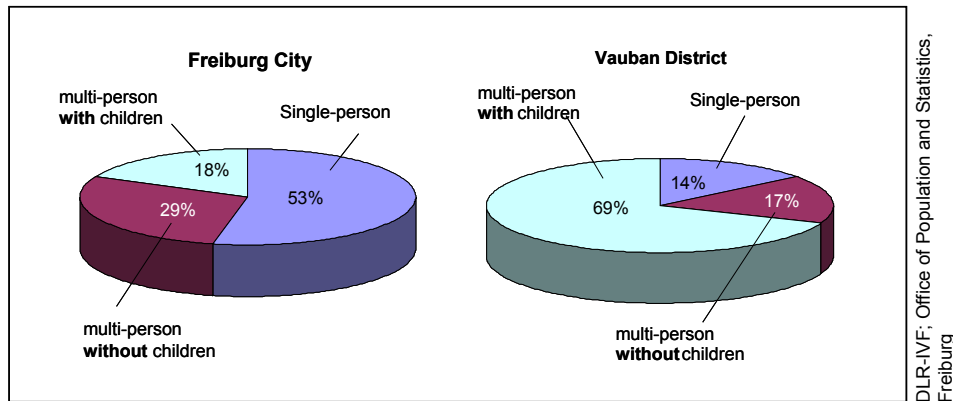 Freiburg City
multi-person
with children
Single-person
18%
53%
29%
multi-person
without children
Vauban District
multi-person
with children
Single-person
14%
17%
69%
multi-person
without children
DLR-IVF; Office of Population and Statistics,
Freiburg